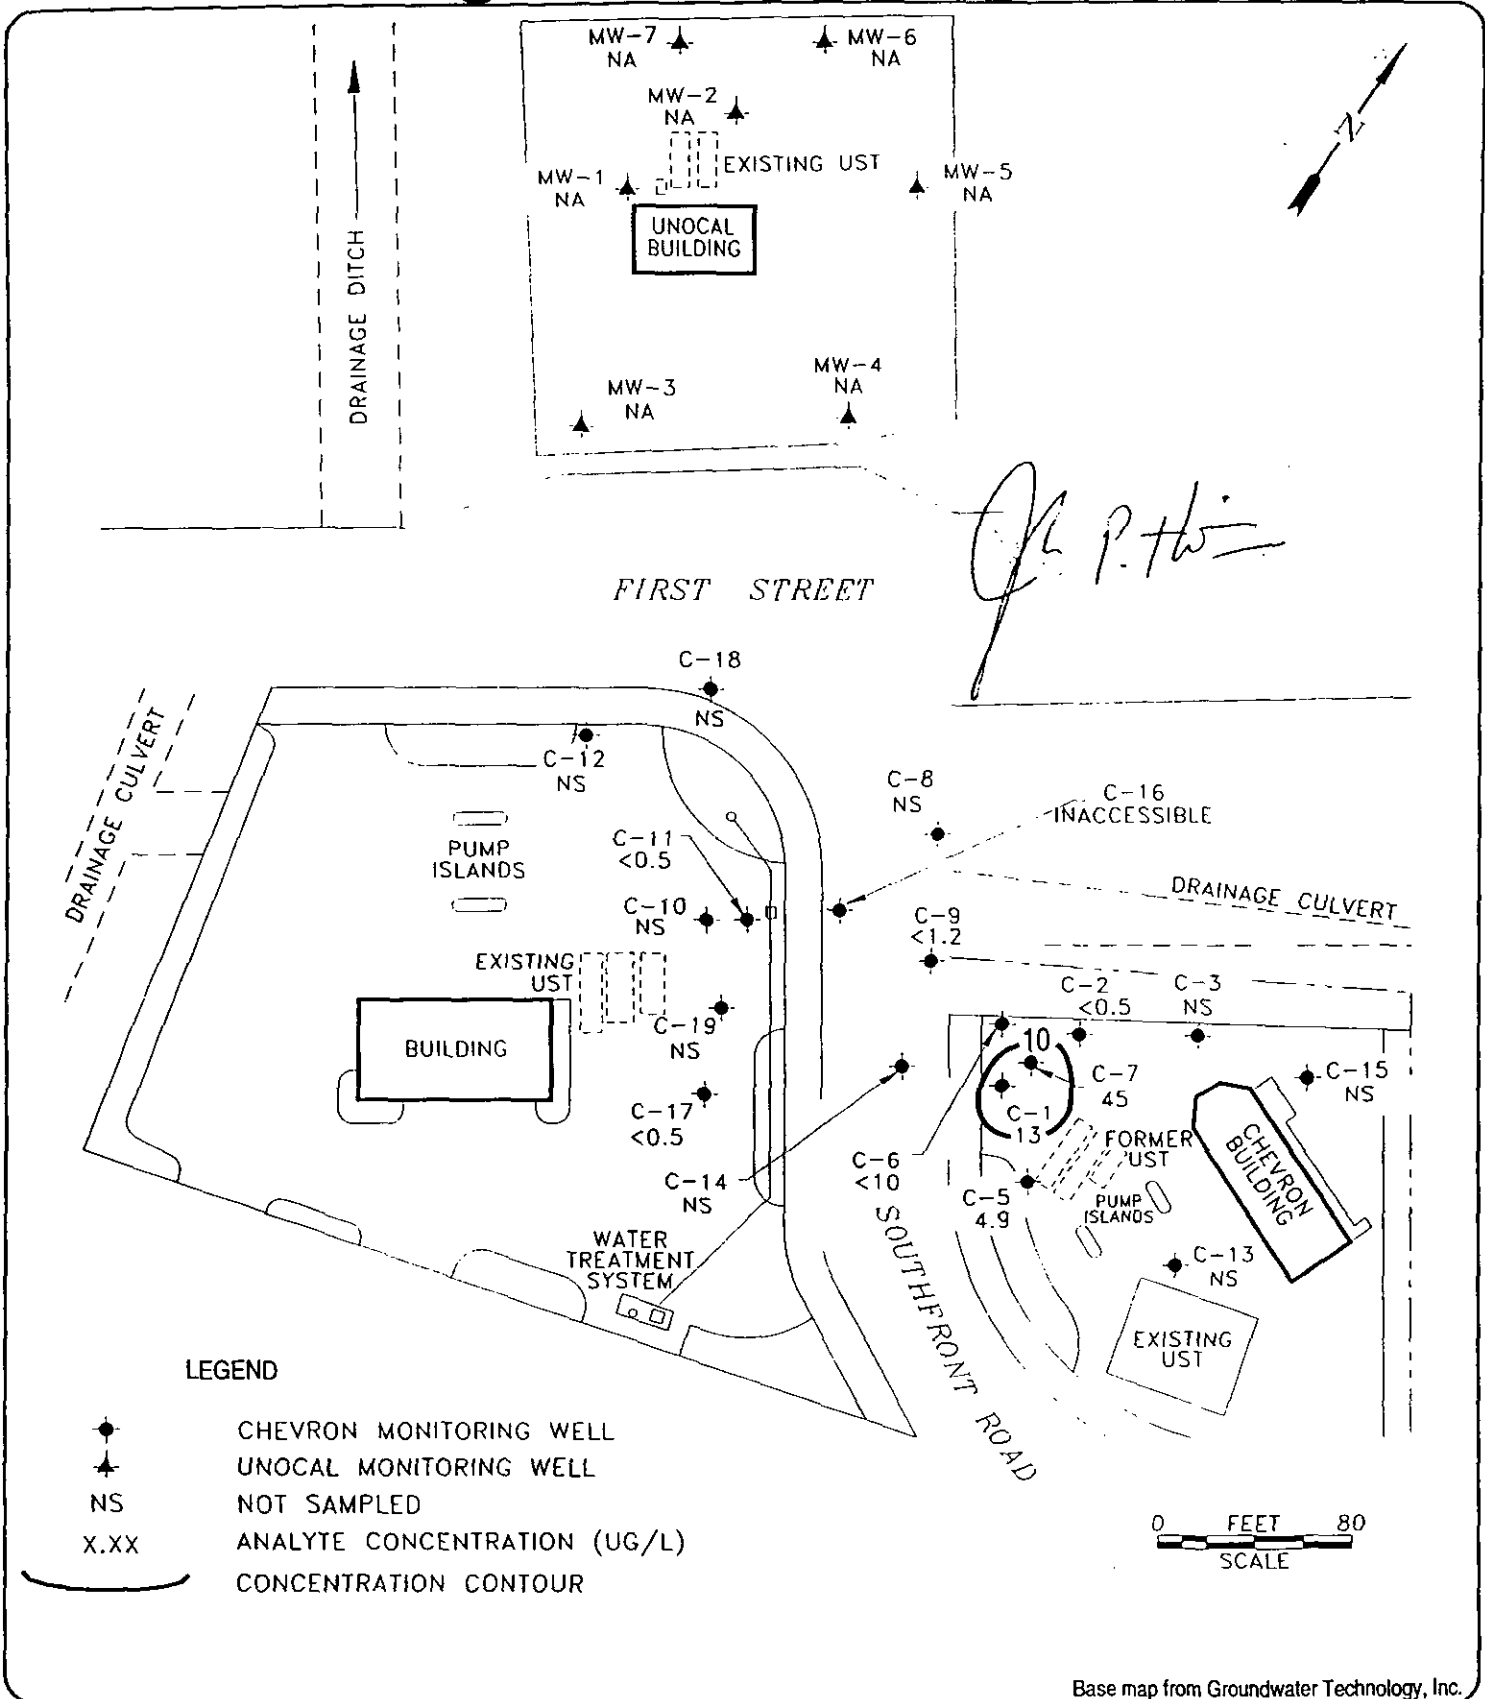 MW-7
NA
MW-6
NA
MW-2
NA
EXISTING UST
MW-1
NA
MW-5
NA
N
UNOCAL
BUILDING
DRAINAGE DITCH
MW-3
NA
MW-4
NA
P.
FIRST STREET
C-18
NS
C-12
NS
DRAINAGE CULVERT
PUMP
ISLANDS
C-11
<0.5
C-8
NS
C-16
INACCESSIBLE
C-10
NS
DRAINAGE CULVERT
C-9
<1.2
EXISTING
UST
C-2
<0.5
C-3
NS
C-19
NS
BUILDING
10
C-7
45
C-15
NS
C-1
13
C-17
<0.5
FORMER
UST
CHEVRON
BUILDING
C-6
<10
C-14
NS
C-5
4.9
PUMP
ISLANDS
WATER
TREATMENT
SYSTEM
C-13
NS
SOUTHFRONT ROAD
EXISTING
UST
LEGEND
CHEVRON MONITORING WELL
UNOCAL MONITORING WELL
NS NOT SAMPLED
X.XX ANALYTE CONCENTRATION (UG/L)
CONCENTRATION CONTOUR
0 FEET 80
SCALE
Base map from Groundwater Technology, Inc.